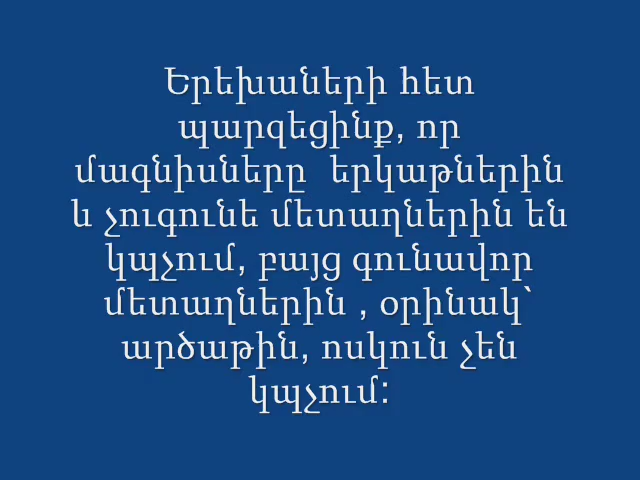 Երեխաների հետ
պարզեցինք, որ
մագնիսները  երկաթներին
և չուգունե մետաղներին են
կպչում, բայց գունավոր
մետաղներին , օրինակ՝
արծաթին, ոսկուն չեն
կպչում: